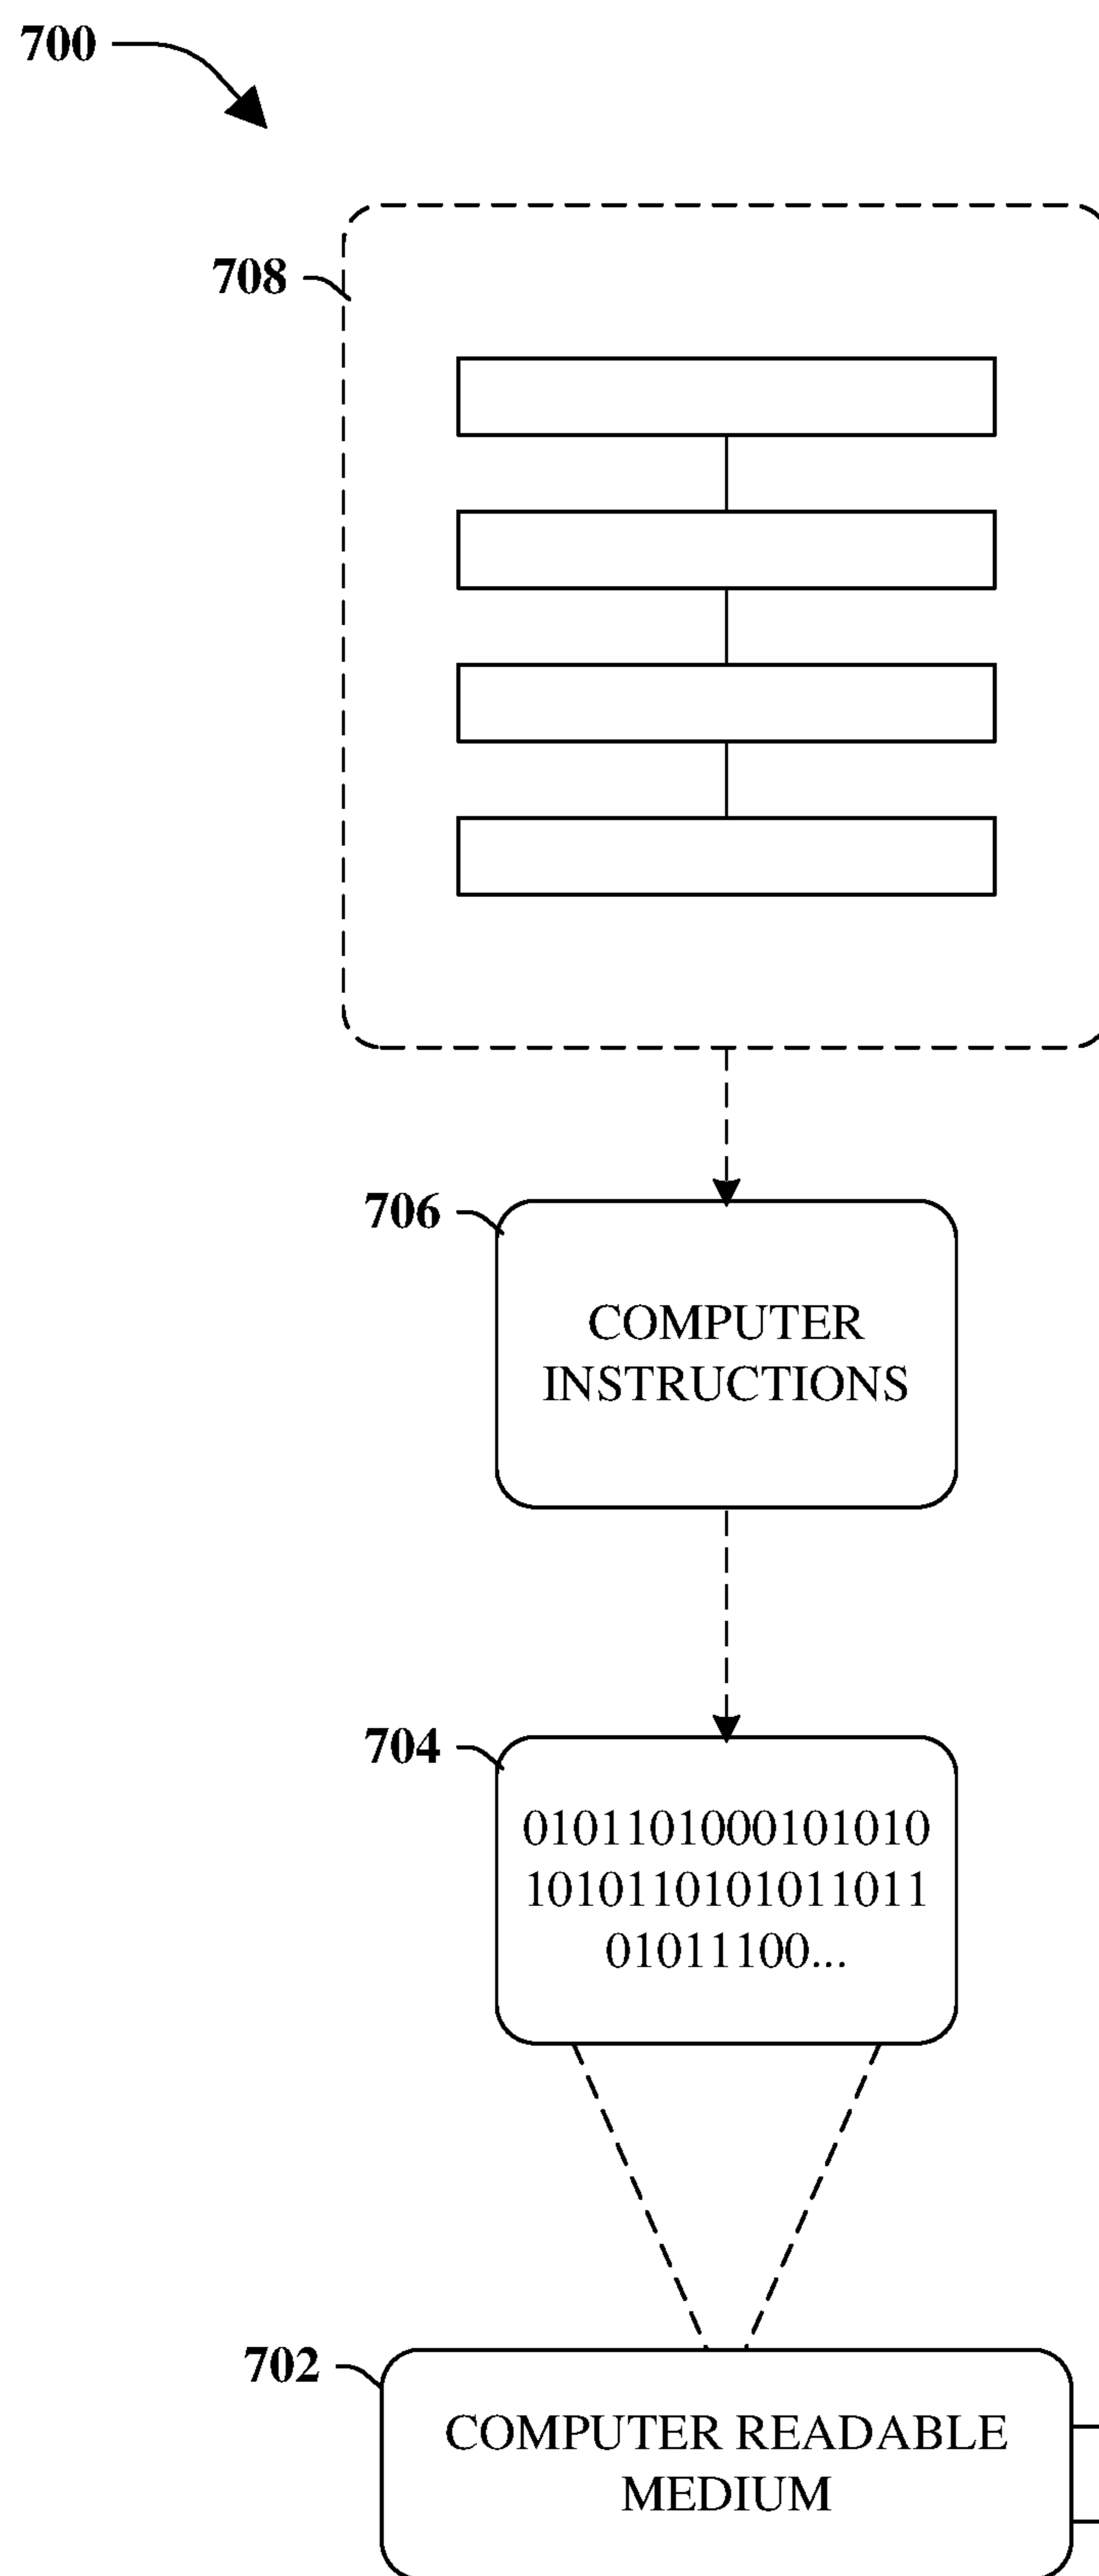 700
708
706
COMPUTER
INSTRUCTIONS
704
0101101000101010
1010110101011011
01011100...
702
COMPUTER READABLE
MEDIUM